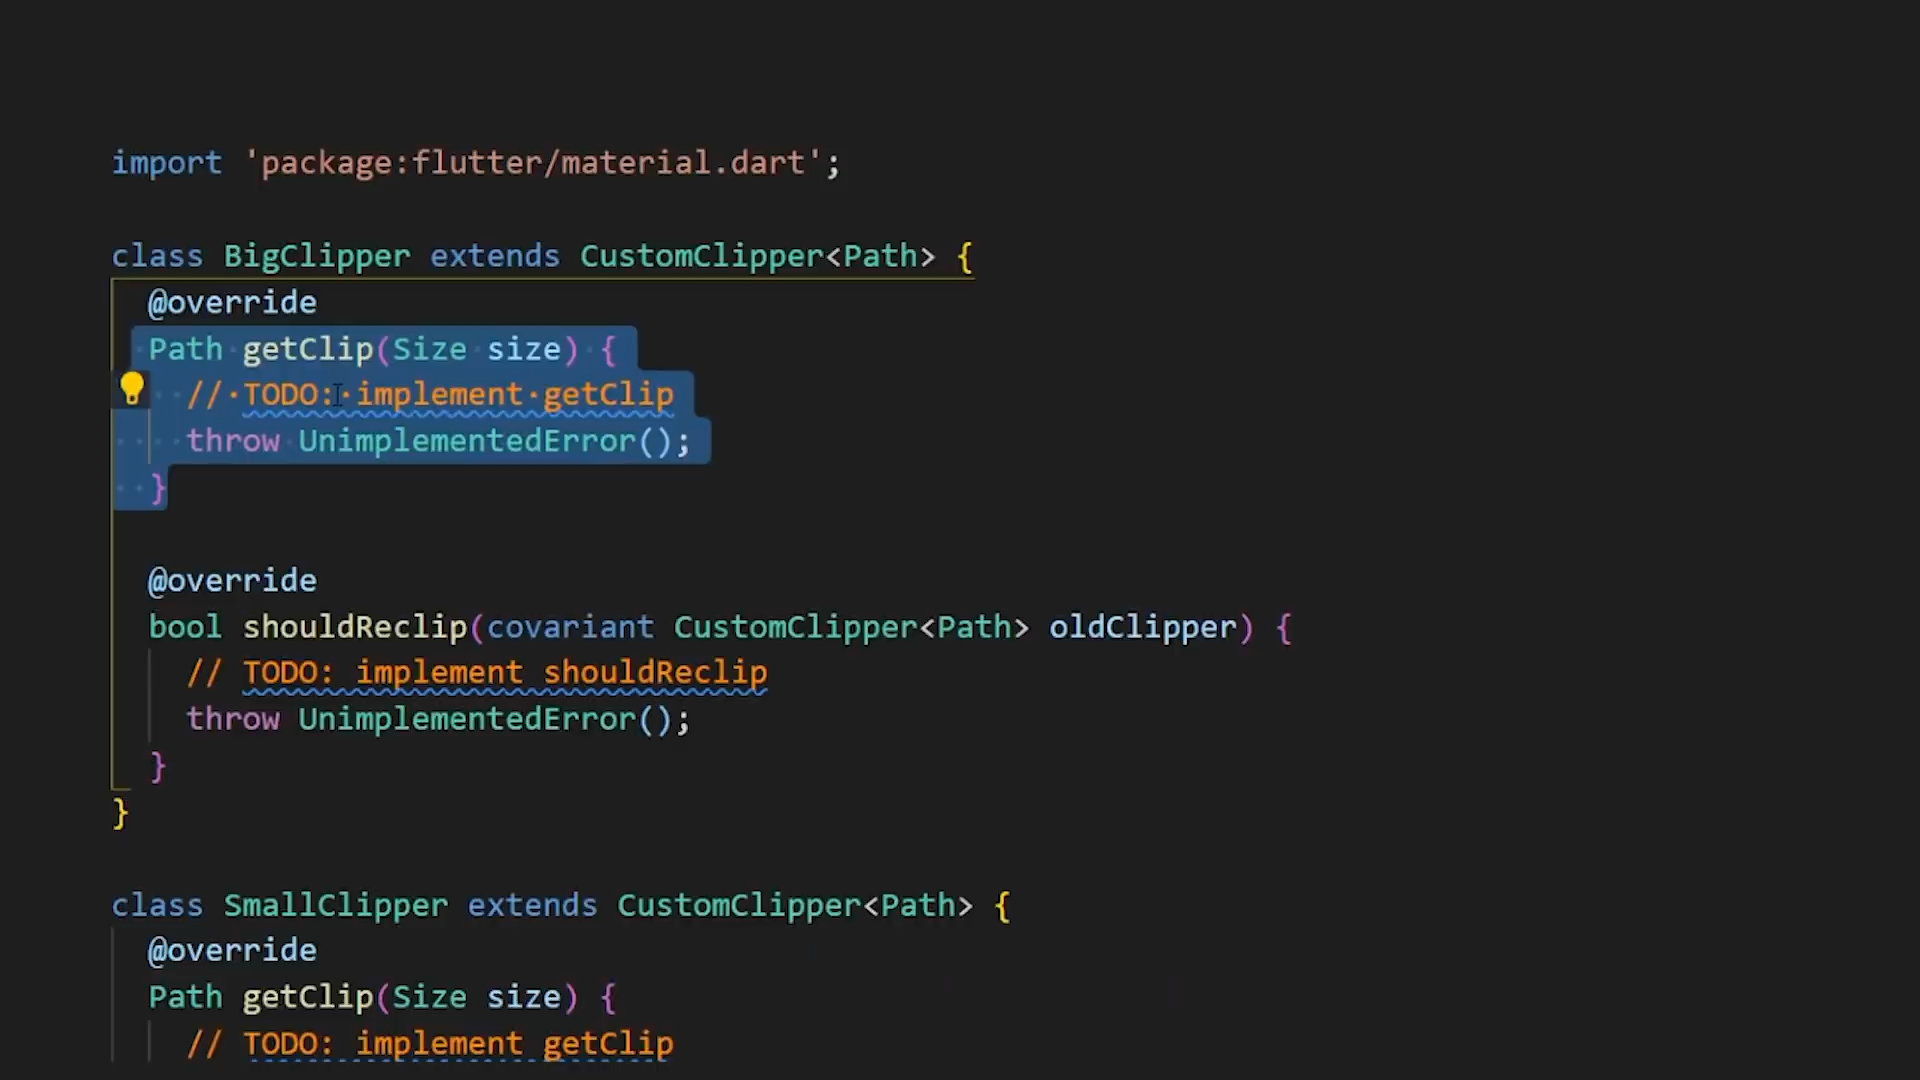 import 'package:flutter/material.dart';
class BigClipper extends CustomClipper<Path> {
@override
Path getClip(Size size) {
// TODO: implement getClip
throw UnimplementedError();
}
@override
bool shouldReclip(covariant CustomClipper<Path> oldClipper) {
// TODO: implement shouldReclip
throw UnimplementedError();
}
}
class SmallClipper extends CustomClipper<Path> {
@override
Path getClip(Size size) {
// TODO: implement getClip